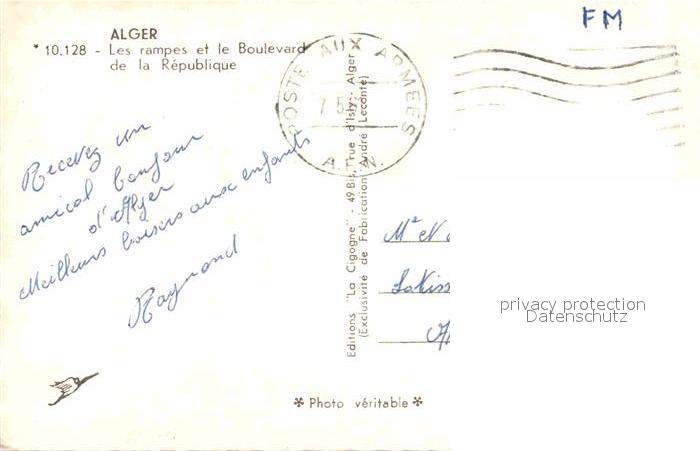 FM
ALGER
* 10.128 - Les rampes et le Boulevard
de la République
POSTE AUX ARMEES
A.F.N.
Recevez un
amical bonjour
d'Alger
Meilleurs baisers aux enfants
Raymond
Editions "La Cigogne" - 49 Bis, rue d'Isly - Alger
(Exclusivité de Fabrication André Leconte)
privacy protection
Datenschutz
* Photo véritable *